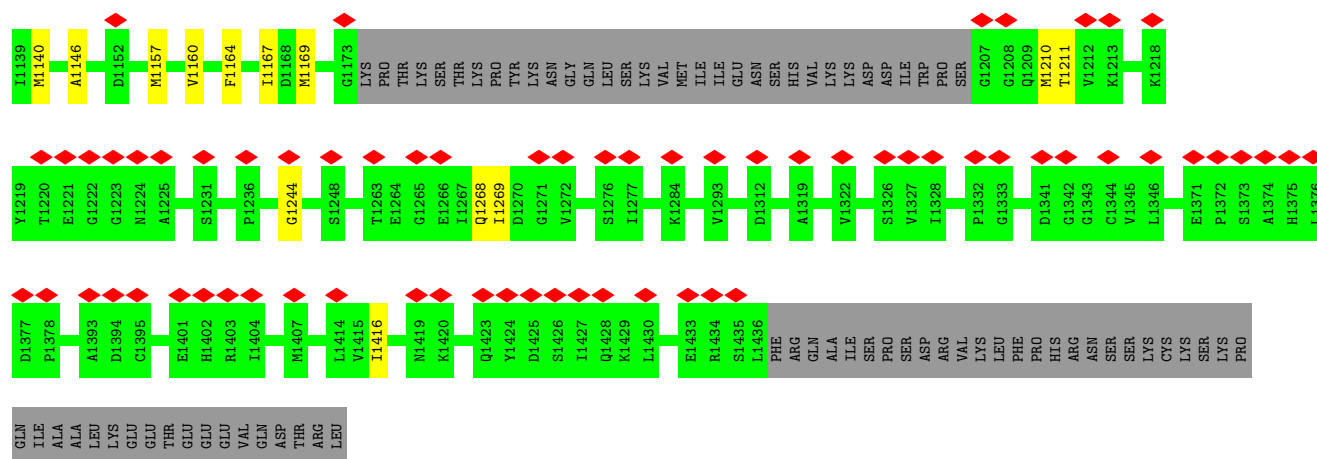 I1139 M1140 A1146 D1152 M1157 V1160 F1164 I1167 D1168 M1169 G1173 LYS PRO THR LYS SER THR LYS PRO TYR LYS ASN GLY GLN LEU SER LYS VAL MET ILE ILE GLU ASN SER HIS VAL LYS LYS ASP ASP ILE TRP PRO SER G1207 G1208 Q1209 M1210 T1211 V1212 K1213 K1218
Y1219 T1220 E1221 G1222 G1223 N1224 A1225 S1231 P1236 G1244 S1248 T1263 E1264 G1265 E1266 I1267 Q1268 I1269 D1270 G1271 V1272 S1276 I1277 K1284 V1293 D1312 A1319 V1322 S1326 V1327 I1328 P1332 G1333 D1341 G1342 G1343 C1344 V1345 L1346 E1371 P1372 S1373 A1374 H1375 L1376
D1377 P1378 A1393 D1394 C1395 E1401 H1402 R1403 I1404 M1407 L1414 V1415 I1416 N1419 K1420 Q1423 Y1424 D1425 S1426 I1427 Q1428 K1429 L1430 E1433 R1434 S1435 L1436 PHE ARG GLN ALA ILE SER PRO SER ASP ARG VAL LYS LEU PHE PRO HIS ARG ASN SER SER LYS CYS LYS SER LYS PRO
GLN ILE ALA ALA LEU LYS GLU GLU THR GLU GLU GLU VAL GLN ASP THR ARG LEU